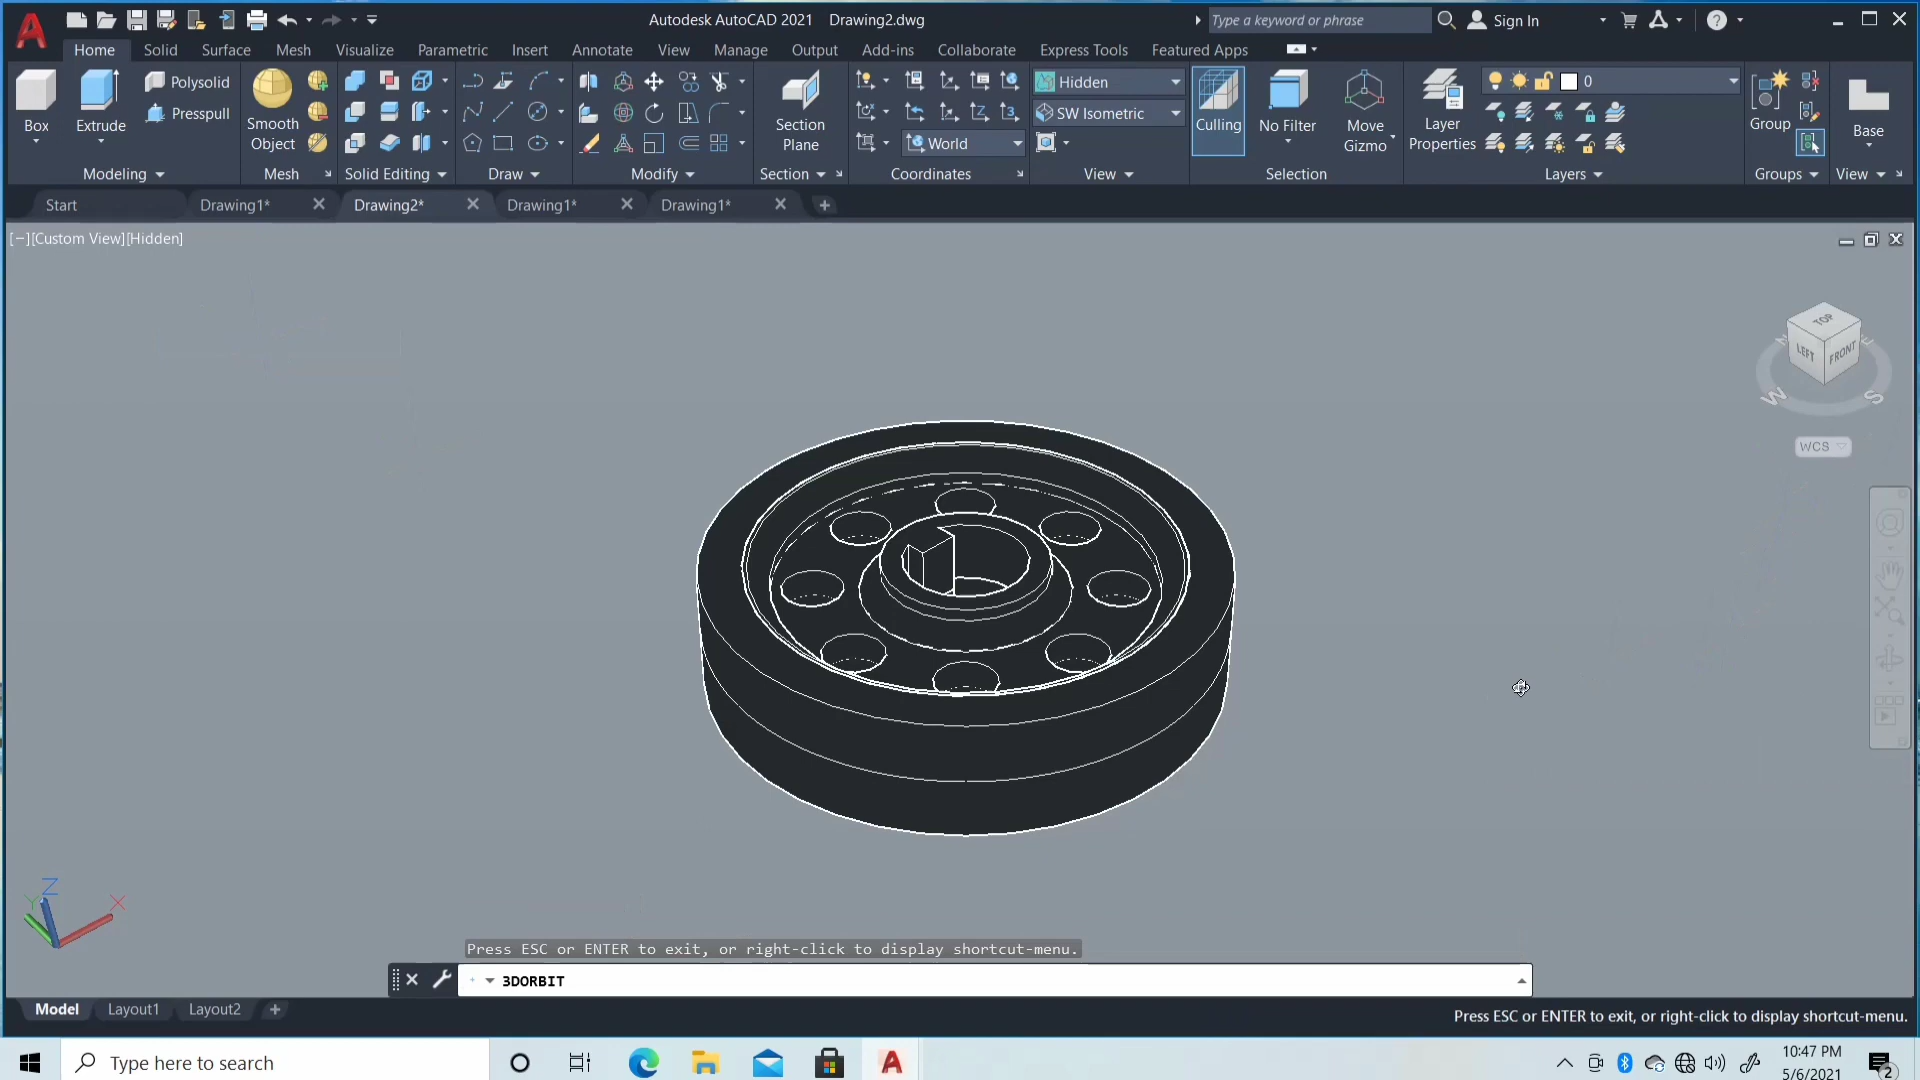 Autodesk AutoCAD 2021 Drawing2.dwg
Type a keyword or phrase
Sign In
Home Solid Surface Mesh Visualize Parametric Insert Annotate View Manage Output Add-ins Collaborate Express Tools Featured Apps
Box
Extrude
Polysolid
Presspull
Smooth Object
Section Plane
World
Hidden
SW Isometric
Culling
No Filter
Move Gizmo
Layer Properties
0
Group
Base
Modeling Mesh Solid Editing Draw Modify Section Coordinates View Selection Layers Groups View
Start Drawing1* Drawing2* Drawing1* Drawing1*
[−][Custom View][Hidden]
TOP
LEFT
FRONT
W
S
WCS
Z
Y
X
Press ESC or ENTER to exit, or right-click to display shortcut-menu.
3DORBIT
Model Layout1 Layout2
Press ESC or ENTER to exit, or right-click to display shortcut-menu.
Type here to search
10:47 PM
5/6/2021
2